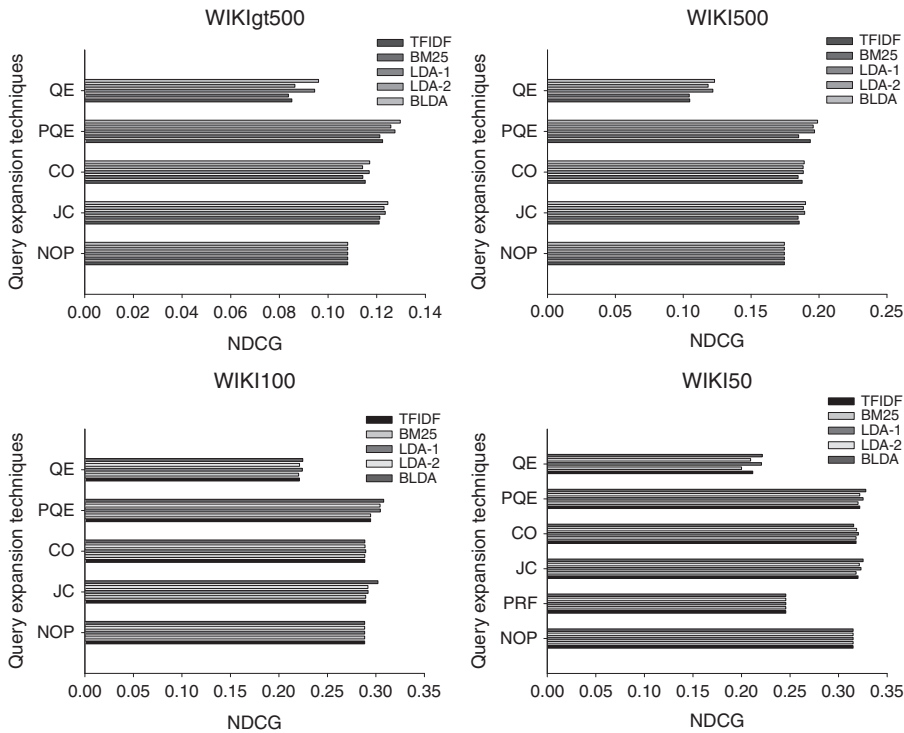 WIKIgt500
Query expansion techniques
TFIDF
BM25
LDA-1
LDA-2
BLDA
QE
PQE
CO
JC
NOP
0.00 0.02 0.04 0.06 0.08 0.10 0.12 0.14
NDCG
WIKI500
Query expansion techniques
TFIDF
BM25
LDA-1
LDA-2
BLDA
QE
PQE
CO
JC
NOP
0.00 0.05 0.10 0.15 0.20 0.25
NDCG
WIKI100
Query expansion techniques
TFIDF
BM25
LDA-1
LDA-2
BLDA
QE
PQE
CO
JC
NOP
0.00 0.05 0.10 0.15 0.20 0.25 0.30 0.35
NDCG
WIKI50
Query expansion techniques
TFIDF
BM25
LDA-1
LDA-2
BLDA
QE
PQE
CO
JC
PRF
NOP
0.00 0.05 0.10 0.15 0.20 0.25 0.30 0.35
NDCG